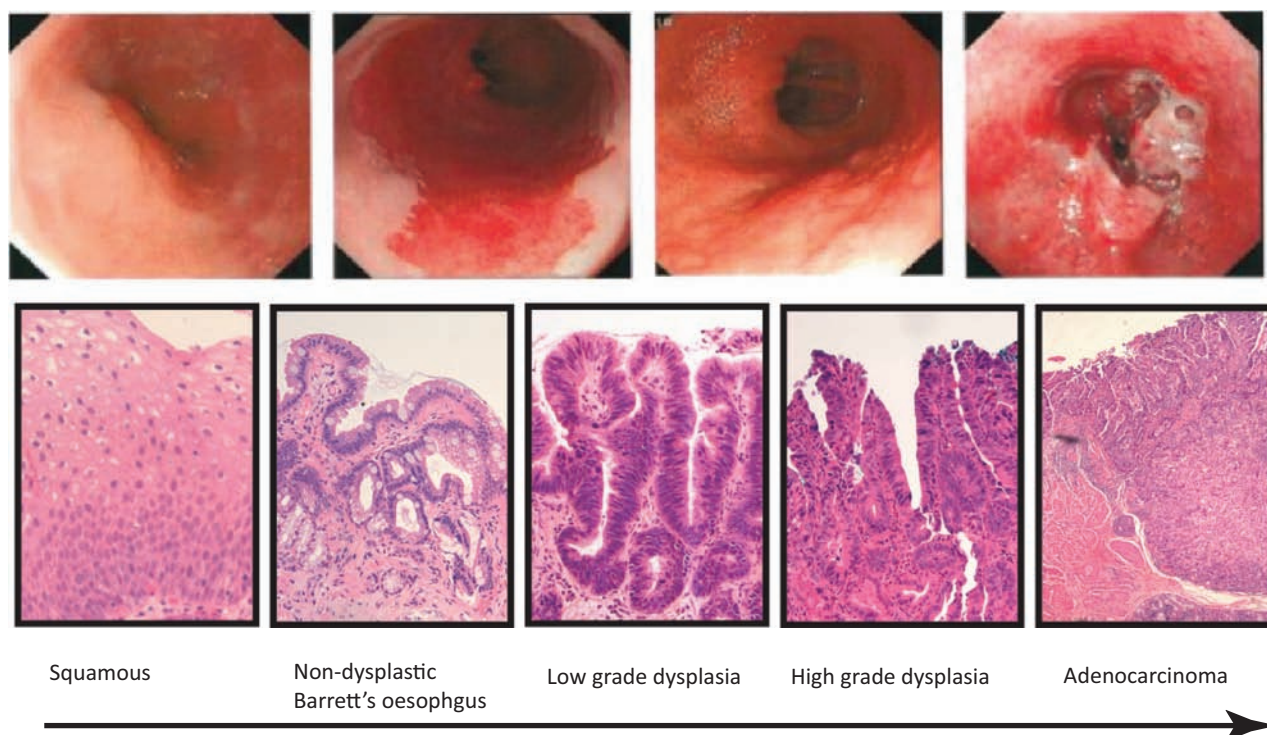 Squamous
Non-dysplastic
Barrett's oesophgus
Low grade dysplasia
High grade dysplasia
Adenocarcinoma